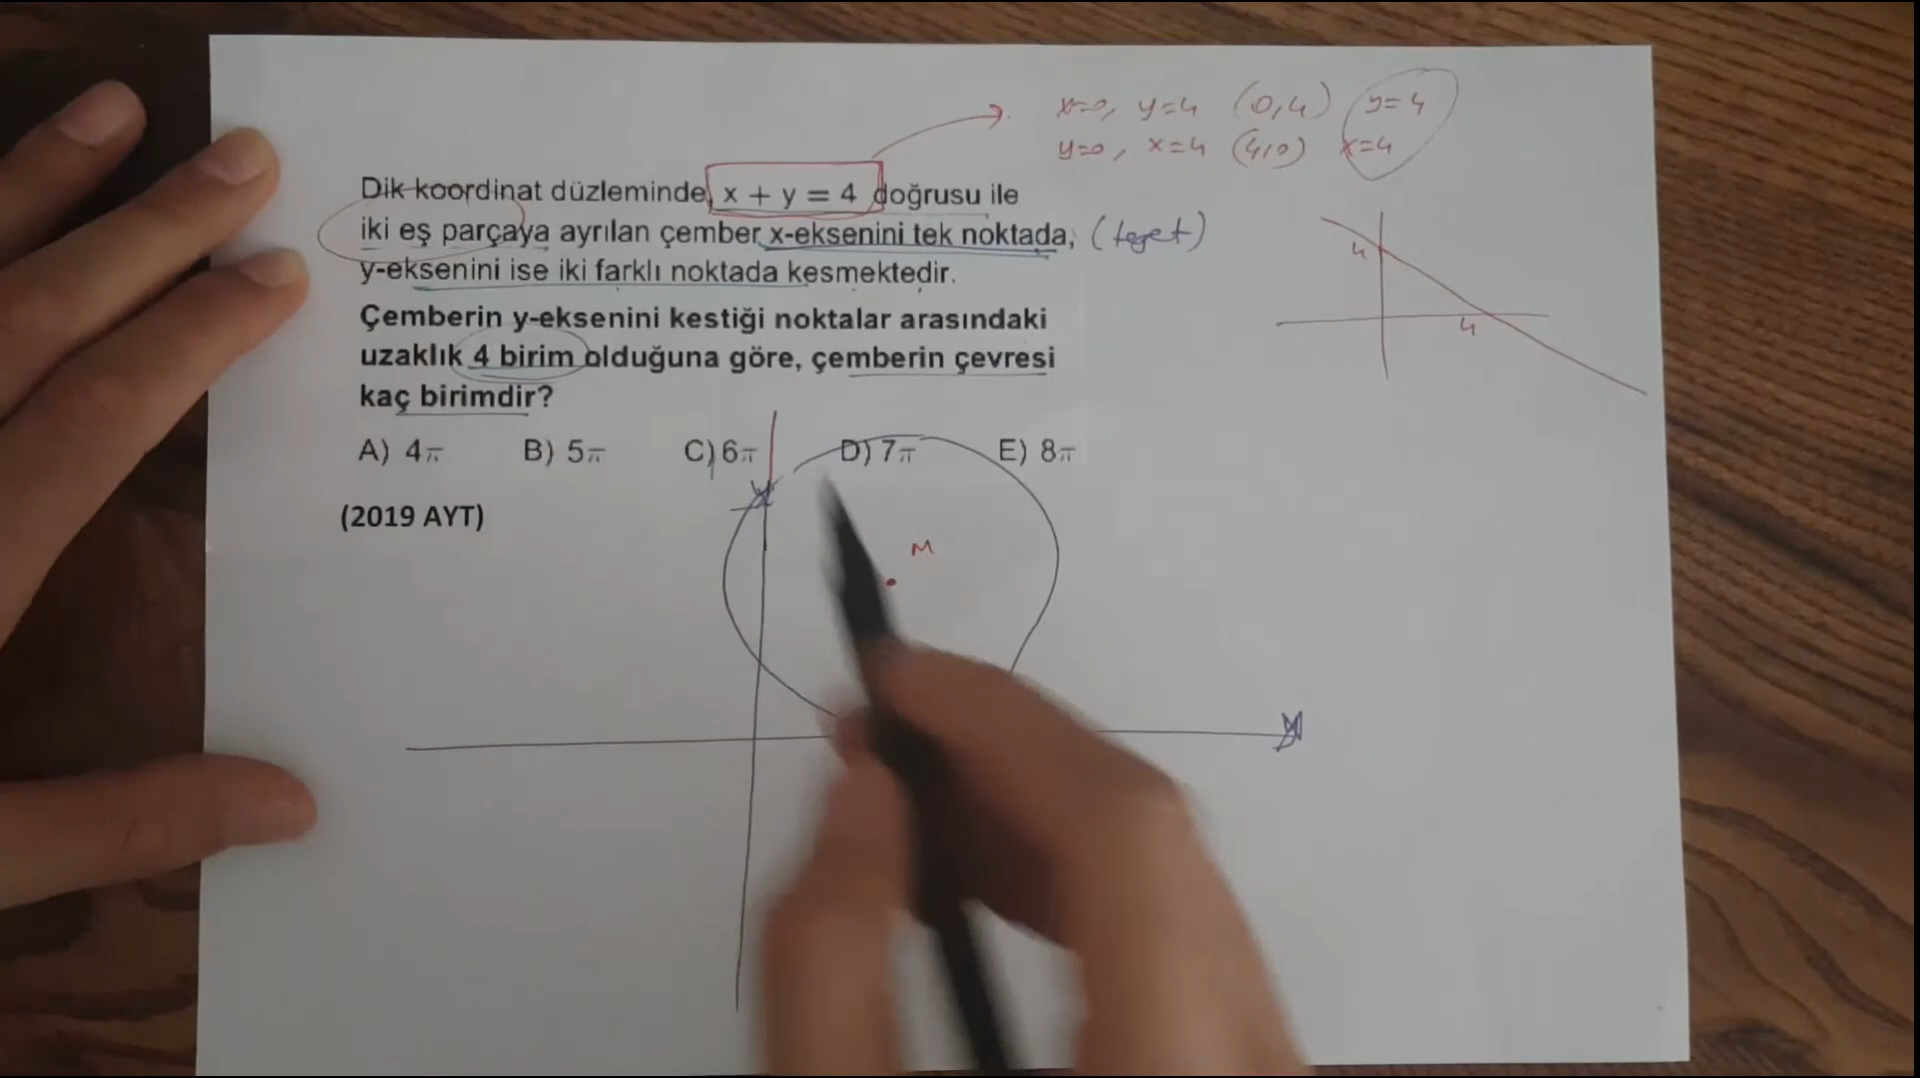 x=0, y=4 (0,4) y=4
y=0, x=4 (4,0) x=4
Dik koordinat düzleminde x + y = 4 doğrusu ile
iki eş parçaya ayrılan çember x-eksenini tek noktada, (teğet)
y-eksenini ise iki farklı noktada kesmektedir.
Çemberin y-eksenini kestiği noktalar arasındaki
uzaklık 4 birim olduğuna göre, çemberin çevresi
kaç birimdir?
A) 4π B) 5π C) 6π D) 7π E) 8π
(2019 AYT)
4
4
M